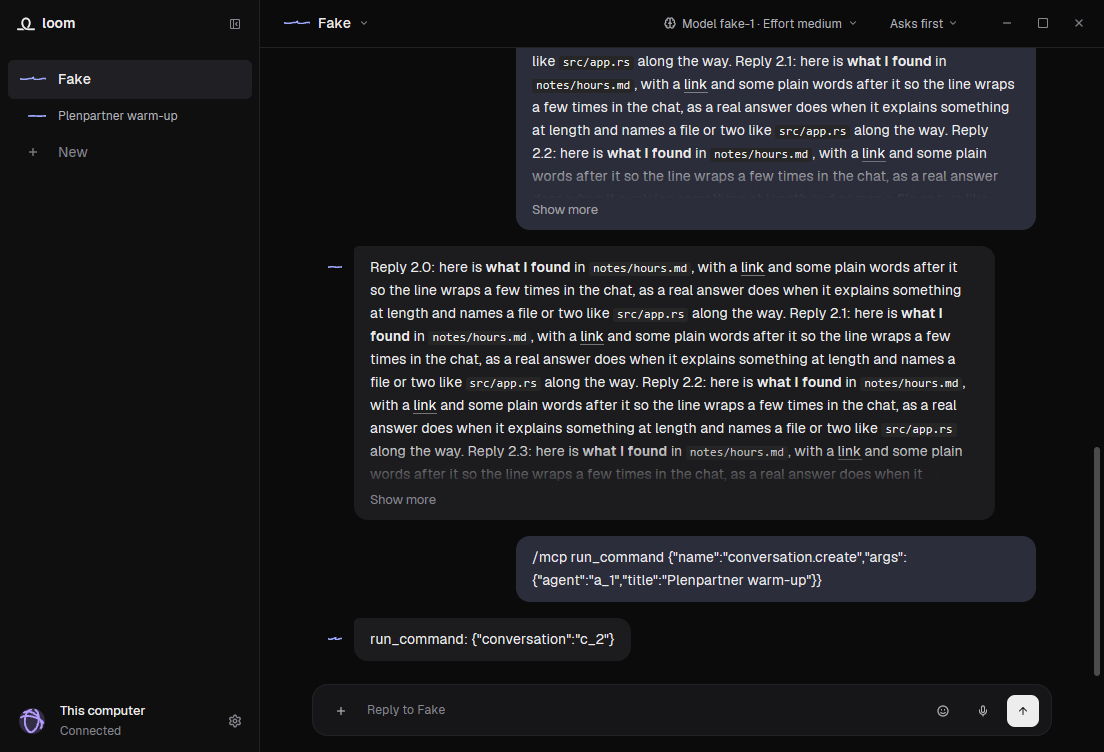 loom
Fake
Model fake-1 · Effort medium
Asks first
Fake
Plenpartner warm-up
+ New
like src/app.rs along the way. Reply 2.1: here is what I found in
notes/hours.md, with a link and some plain words after it so the line wraps
a few times in the chat, as a real answer does when it explains something
at length and names a file or two like src/app.rs along the way. Reply
2.2: here is what I found in notes/hours.md, with a link and some plain
words after it so the line wraps a few times in the chat, as a real answer
Show more
Reply 2.0: here is what I found in notes/hours.md, with a link and some plain words after it
so the line wraps a few times in the chat, as a real answer does when it explains something
at length and names a file or two like src/app.rs along the way. Reply 2.1: here is what I
found in notes/hours.md, with a link and some plain words after it so the line wraps a few
times in the chat, as a real answer does when it explains something at length and names a
file or two like src/app.rs along the way. Reply 2.2: here is what I found in notes/hours.md,
with a link and some plain words after it so the line wraps a few times in the chat, as a real
answer does when it explains something at length and names a file or two like src/app.rs
along the way. Reply 2.3: here is what I found in notes/hours.md, with a link and some plain
words after it so the line wraps a few times in the chat, as a real answer does when it
Show more
/mcp run_command {"name":"conversation.create","args":
{"agent":"a_1","title":"Plenpartner warm-up"}}
run_command: {"conversation":"c_2"}
+ Reply to Fake
This computer
Connected